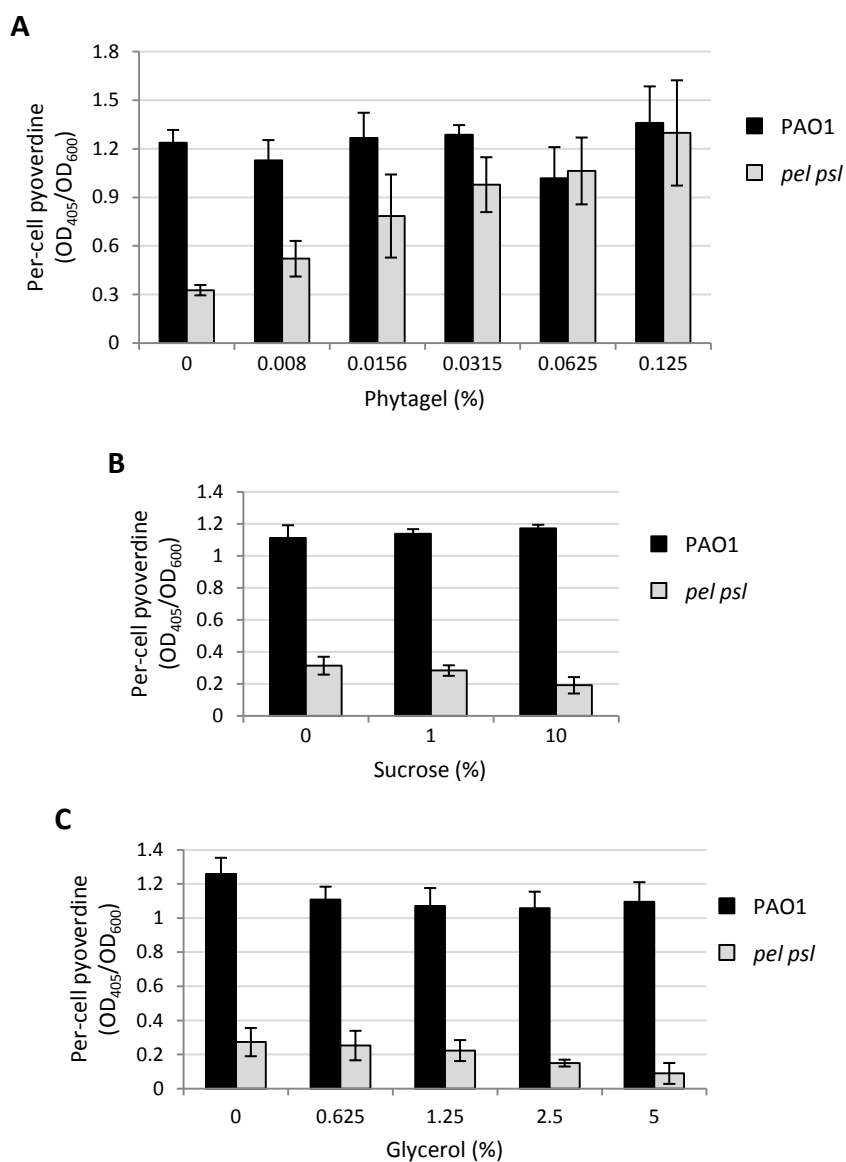 A
1.8
1.5
1.2
0.9
0.6
0.3
0
Per-cell pyoverdine
(OD405/OD600)
0 0.008 0.0156 0.0315 0.0625 0.125
Phytagel (%)
PAO1
pel psl
B
1.4
1.2
1
0.8
0.6
0.4
0.2
0
Per-cell pyoverdine
(OD405/OD600)
0 1 10
Sucrose (%)
PAO1
pel psl
C
1.4
1.2
1
0.8
0.6
0.4
0.2
0
Per-cell pyoverdine
(OD405/OD600)
0 0.625 1.25 2.5 5
Glycerol (%)
PAO1
pel psl